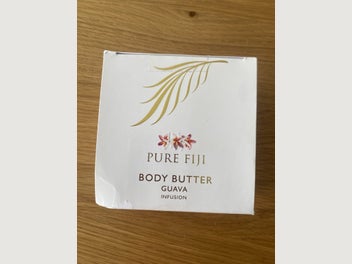 PURE FIJI
BODY BUTTER
GUAVA
INFUSION